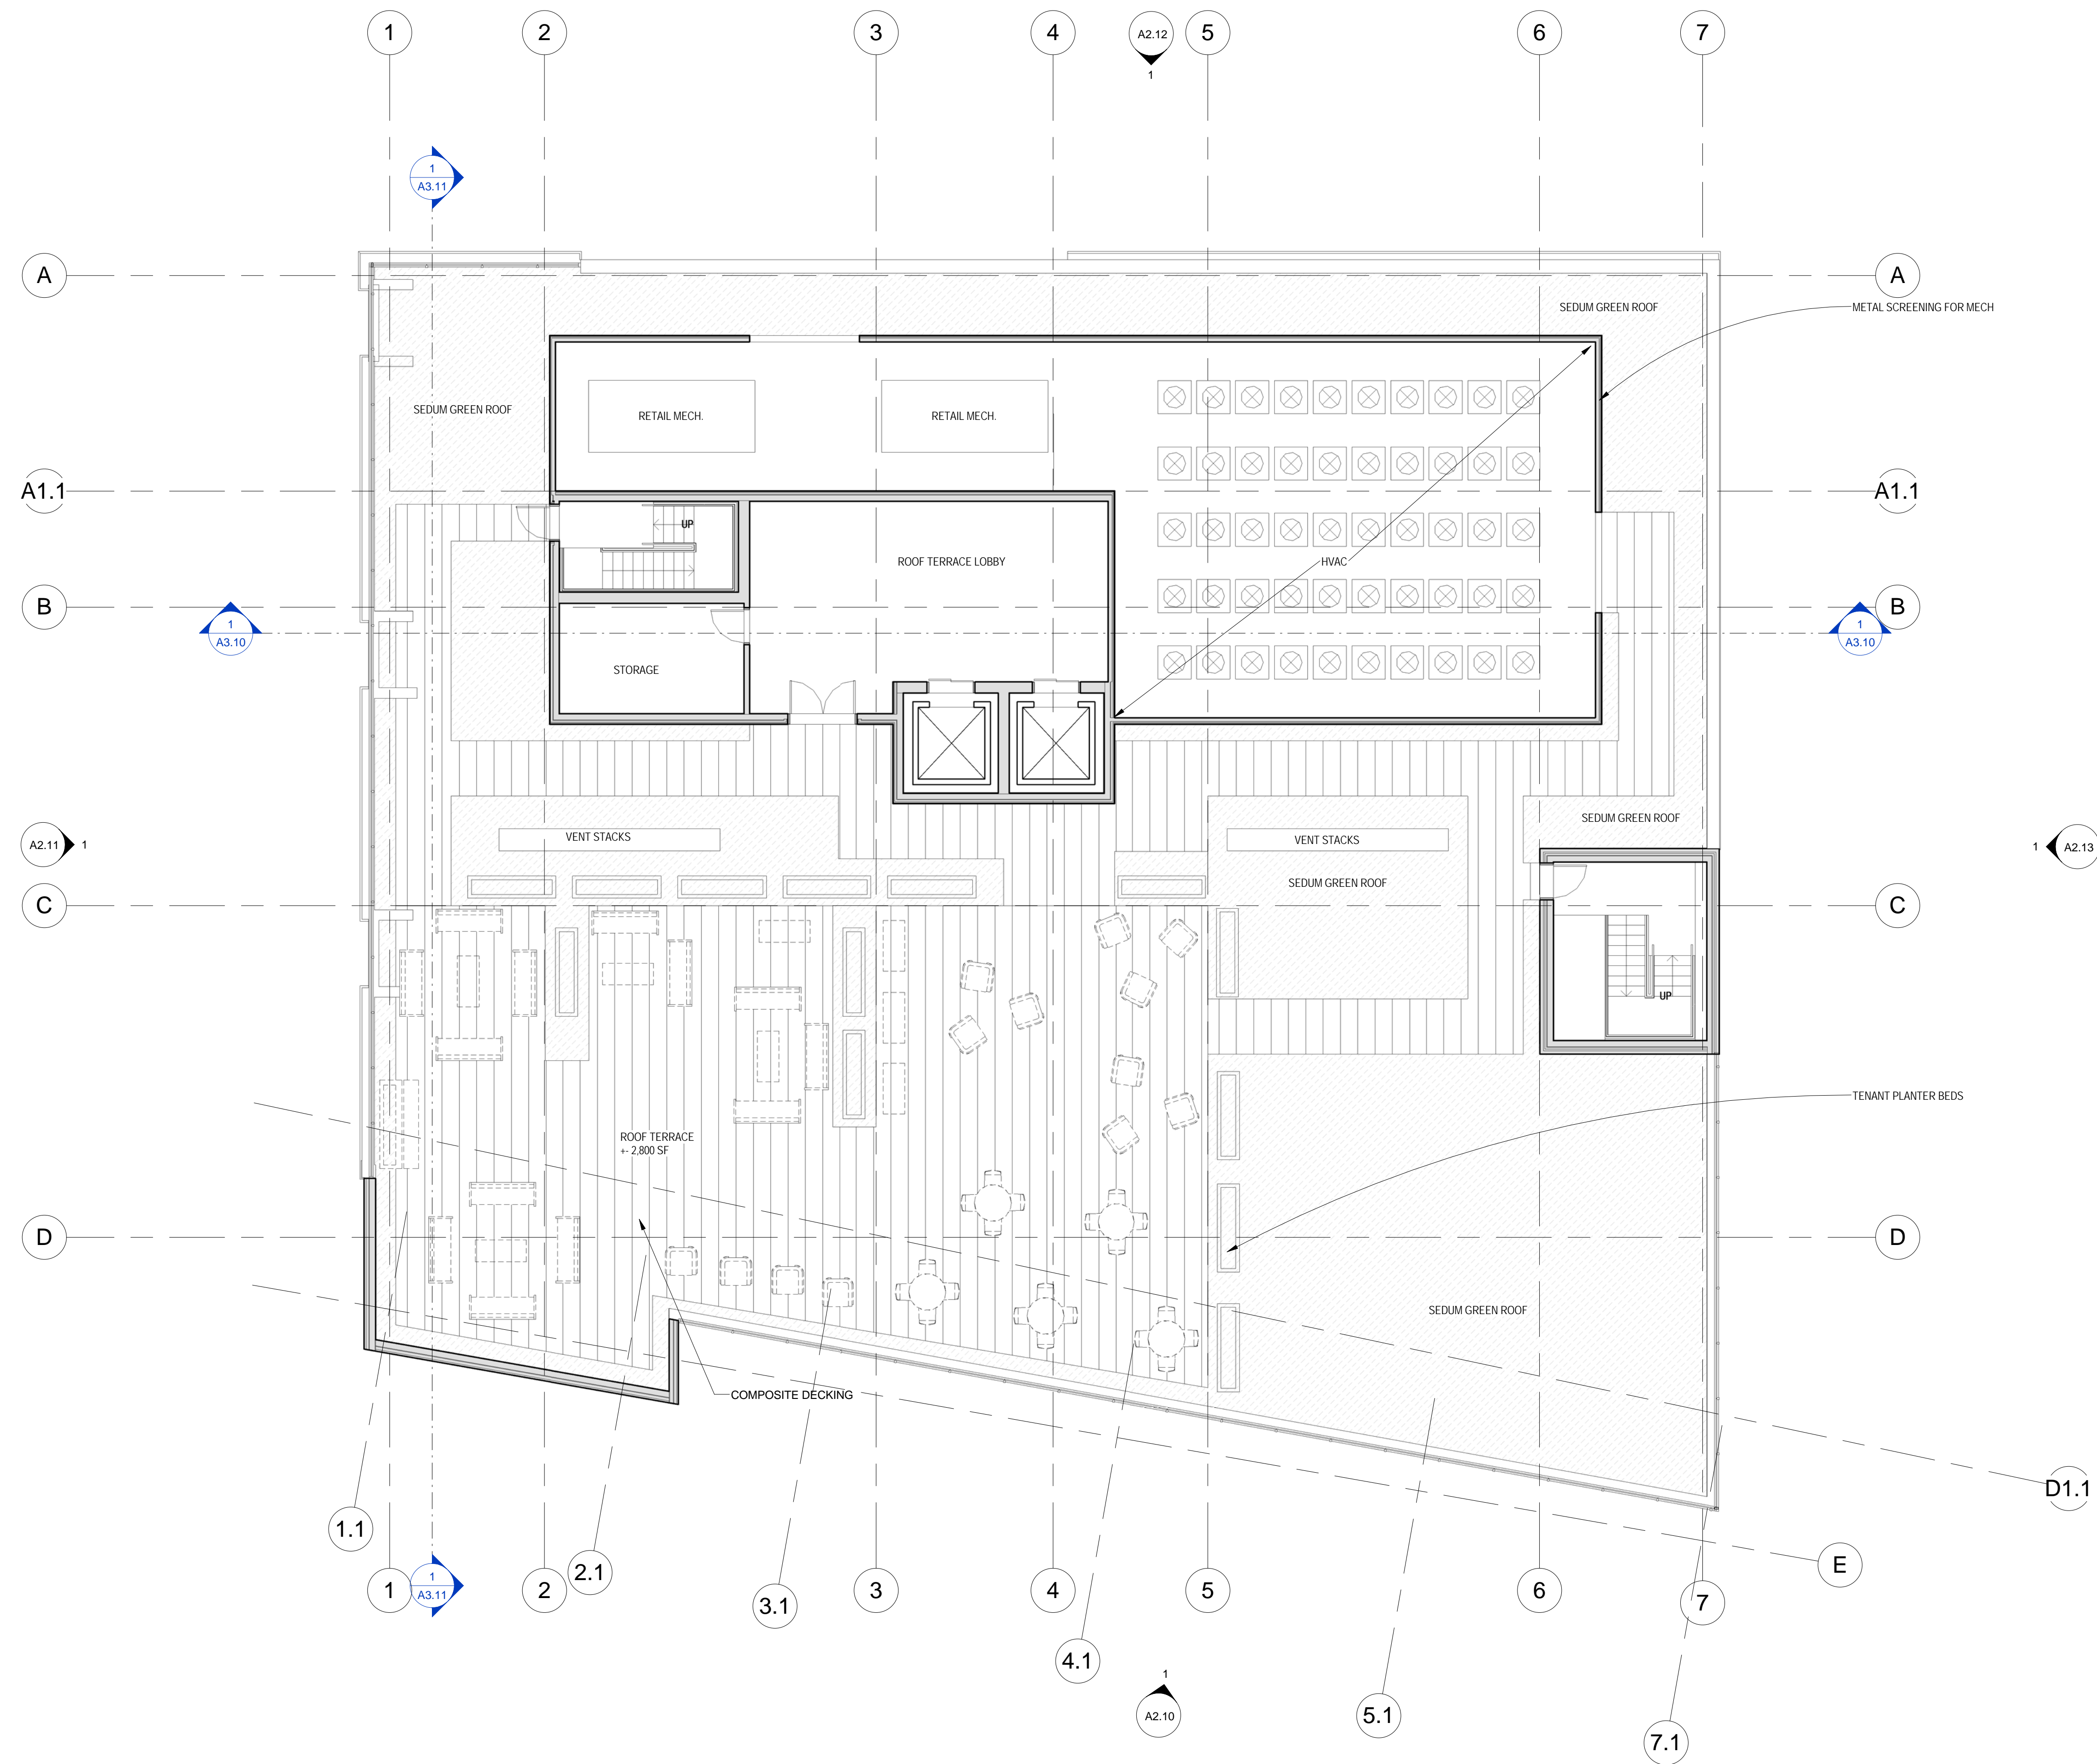 1
2
3
4
A2.12
5
6
7
1
1
A3.11
A
A
SEDUM GREEN ROOF
METAL SCREENING FOR MECH
SEDUM GREEN ROOF
RETAIL MECH.
RETAIL MECH.
A1.1
A1.1
UP
ROOF TERRACE LOBBY
HVAC
B
B
1
A3.10
1
A3.10
STORAGE
SEDUM GREEN ROOF
VENT STACKS
VENT STACKS
A2.11
1
1
A2.13
SEDUM GREEN ROOF
C
C
UP
TENANT PLANTER BEDS
ROOF TERRACE
+- 2,800 SF
D
D
SEDUM GREEN ROOF
COMPOSITE DECKING
D1.1
1.1
E
2.1
1
1
A3.11
2
3
4
5
6
7
3.1
4.1
1
A2.10
5.1
7.1